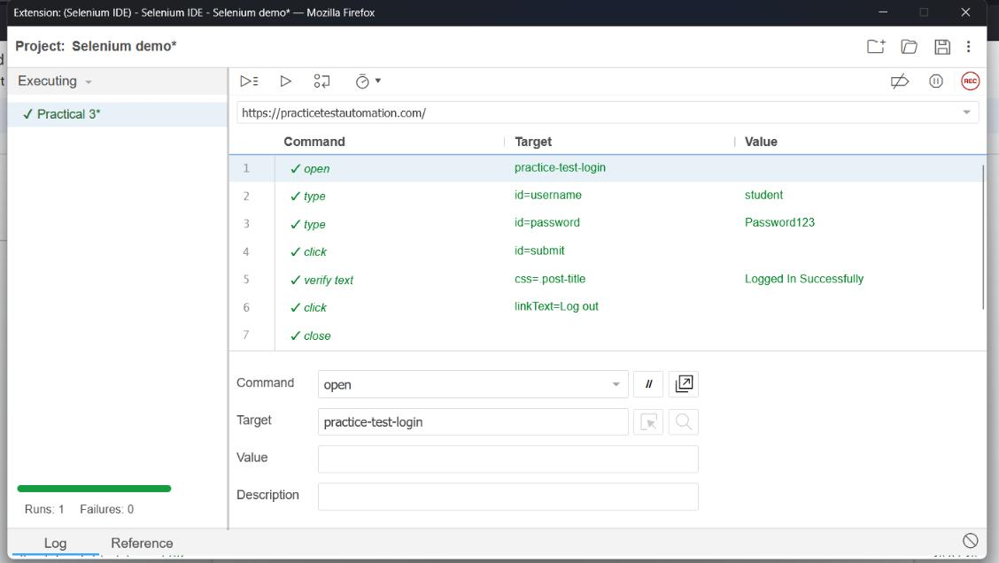 Extension: (Selenium IDE) - Selenium IDE - Selenium demo* — Mozilla Firefox
Project: Selenium demo*
Executing
✓ Practical 3*
REC
https://practicetestautomation.com/
Command Target Value
1 ✓ open practice-test-login
2 ✓ type id=username student
3 ✓ type id=password Password123
4 ✓ click id=submit
5 ✓ verify text css= post-title Logged In Successfully
6 ✓ click linkText=Log out
7 ✓ close
Command open //
Target practice-test-login
Value
Description
Runs: 1 Failures: 0
Log Reference